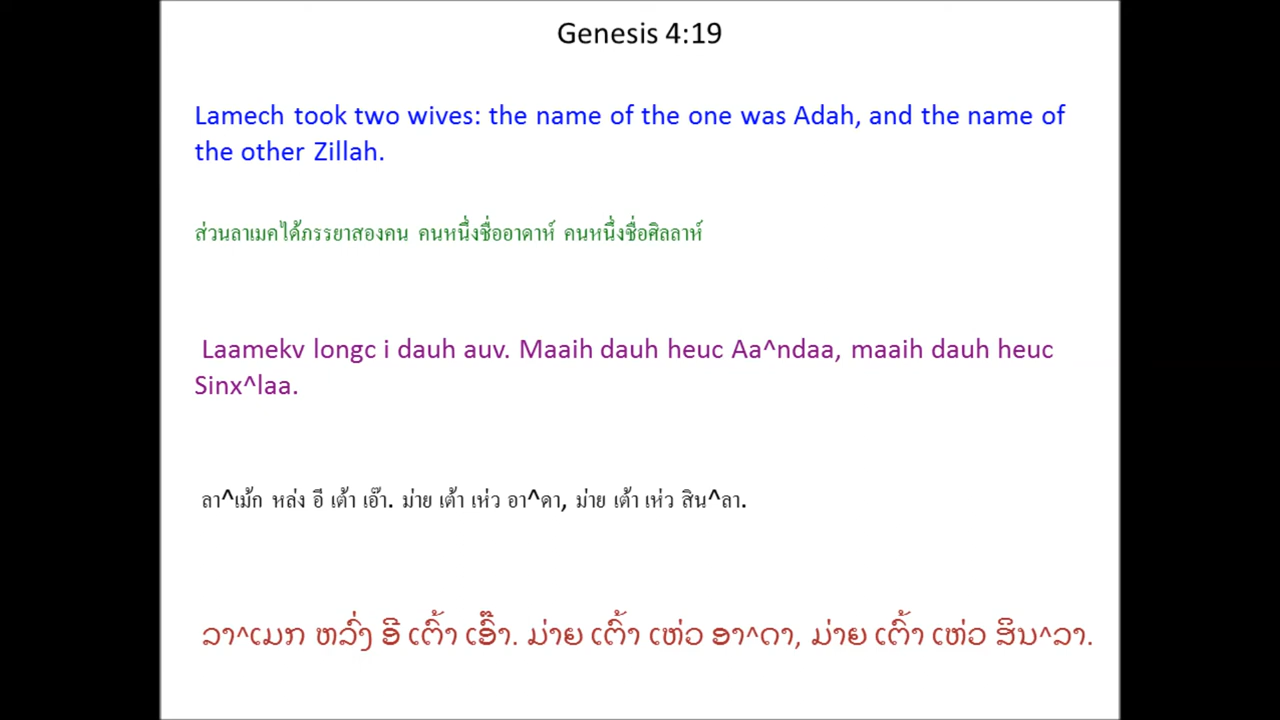 Genesis 4:19
Lamech took two wives: the name of the one was Adah, and the name of
the other Zillah.
ส่วนลาเมคได้ภรรยาสองคน คนหนึ่งชื่ออาดาห์ คนหนึ่งชื่อศิลลาห์
Laamekv longc i dauh auv. Maaih dauh heuc Aa^ndaa, maaih dauh heuc
Sinx^laa.
ลา^เม้ก หล่ง อี เต้า เอ๊า. ม่าย เต้า เห่ว อา^ดา, ม่าย เต้า เห่ว สิน^ลา.
ລາ^ເມກ ຫລົ່ງ ອີ ເຕົ້າ ເອົ໊າ. ມ່າຍ ເຕົ້າ ເຫ່ວ ອາ^ດາ, ມ່າຍ ເຕົ້າ ເຫ່ວ ສິນ^ລາ.